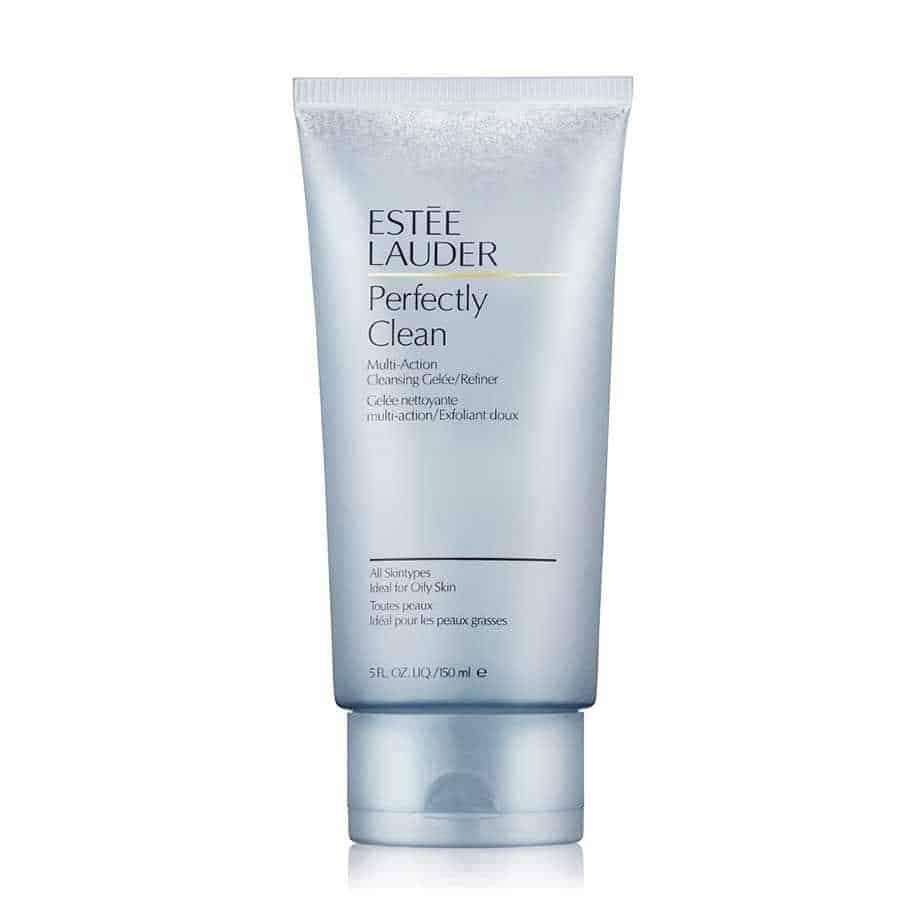 ESTĒE
LAUDER
Perfectly
Clean
Multi-Action
Cleansing Gelée/Refiner
Gelée nettoyante
multi-action/Exfoliant doux
All Skintypes
Ideal for Oily Skin
Toutes peaux
Idéal pour les peaux grasses
5 FL. OZ. LIQ./150 ml ℮